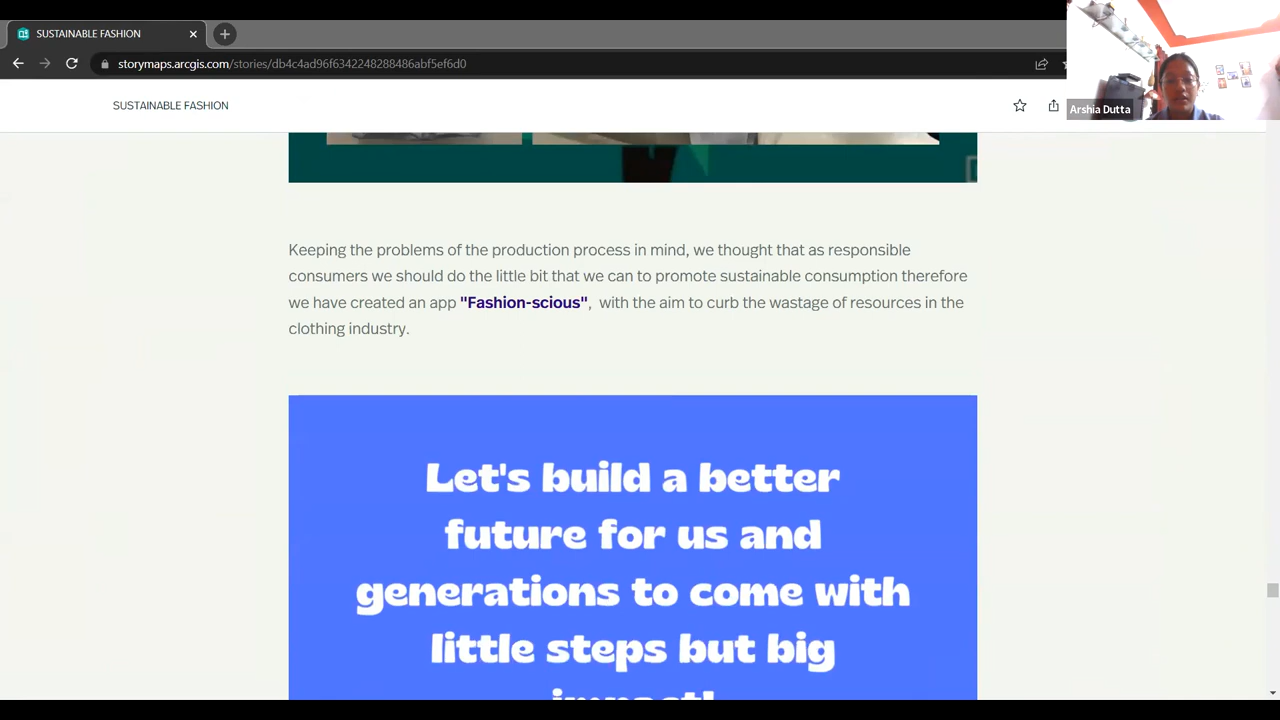 SUSTAINABLE FASHION
storymaps.arcgis.com/stories/db4c4ad96f6342248288486abf5ef6d0
SUSTAINABLE FASHION
Arshia Dutta
Keeping the problems of the production process in mind, we thought that as responsible
consumers we should do the little bit that we can to promote sustainable consumption therefore
we have created an app "Fashion-scious", with the aim to curb the wastage of resources in the
clothing industry.
Let's build a better
future for us and
generations to come with
little steps but big
impact!